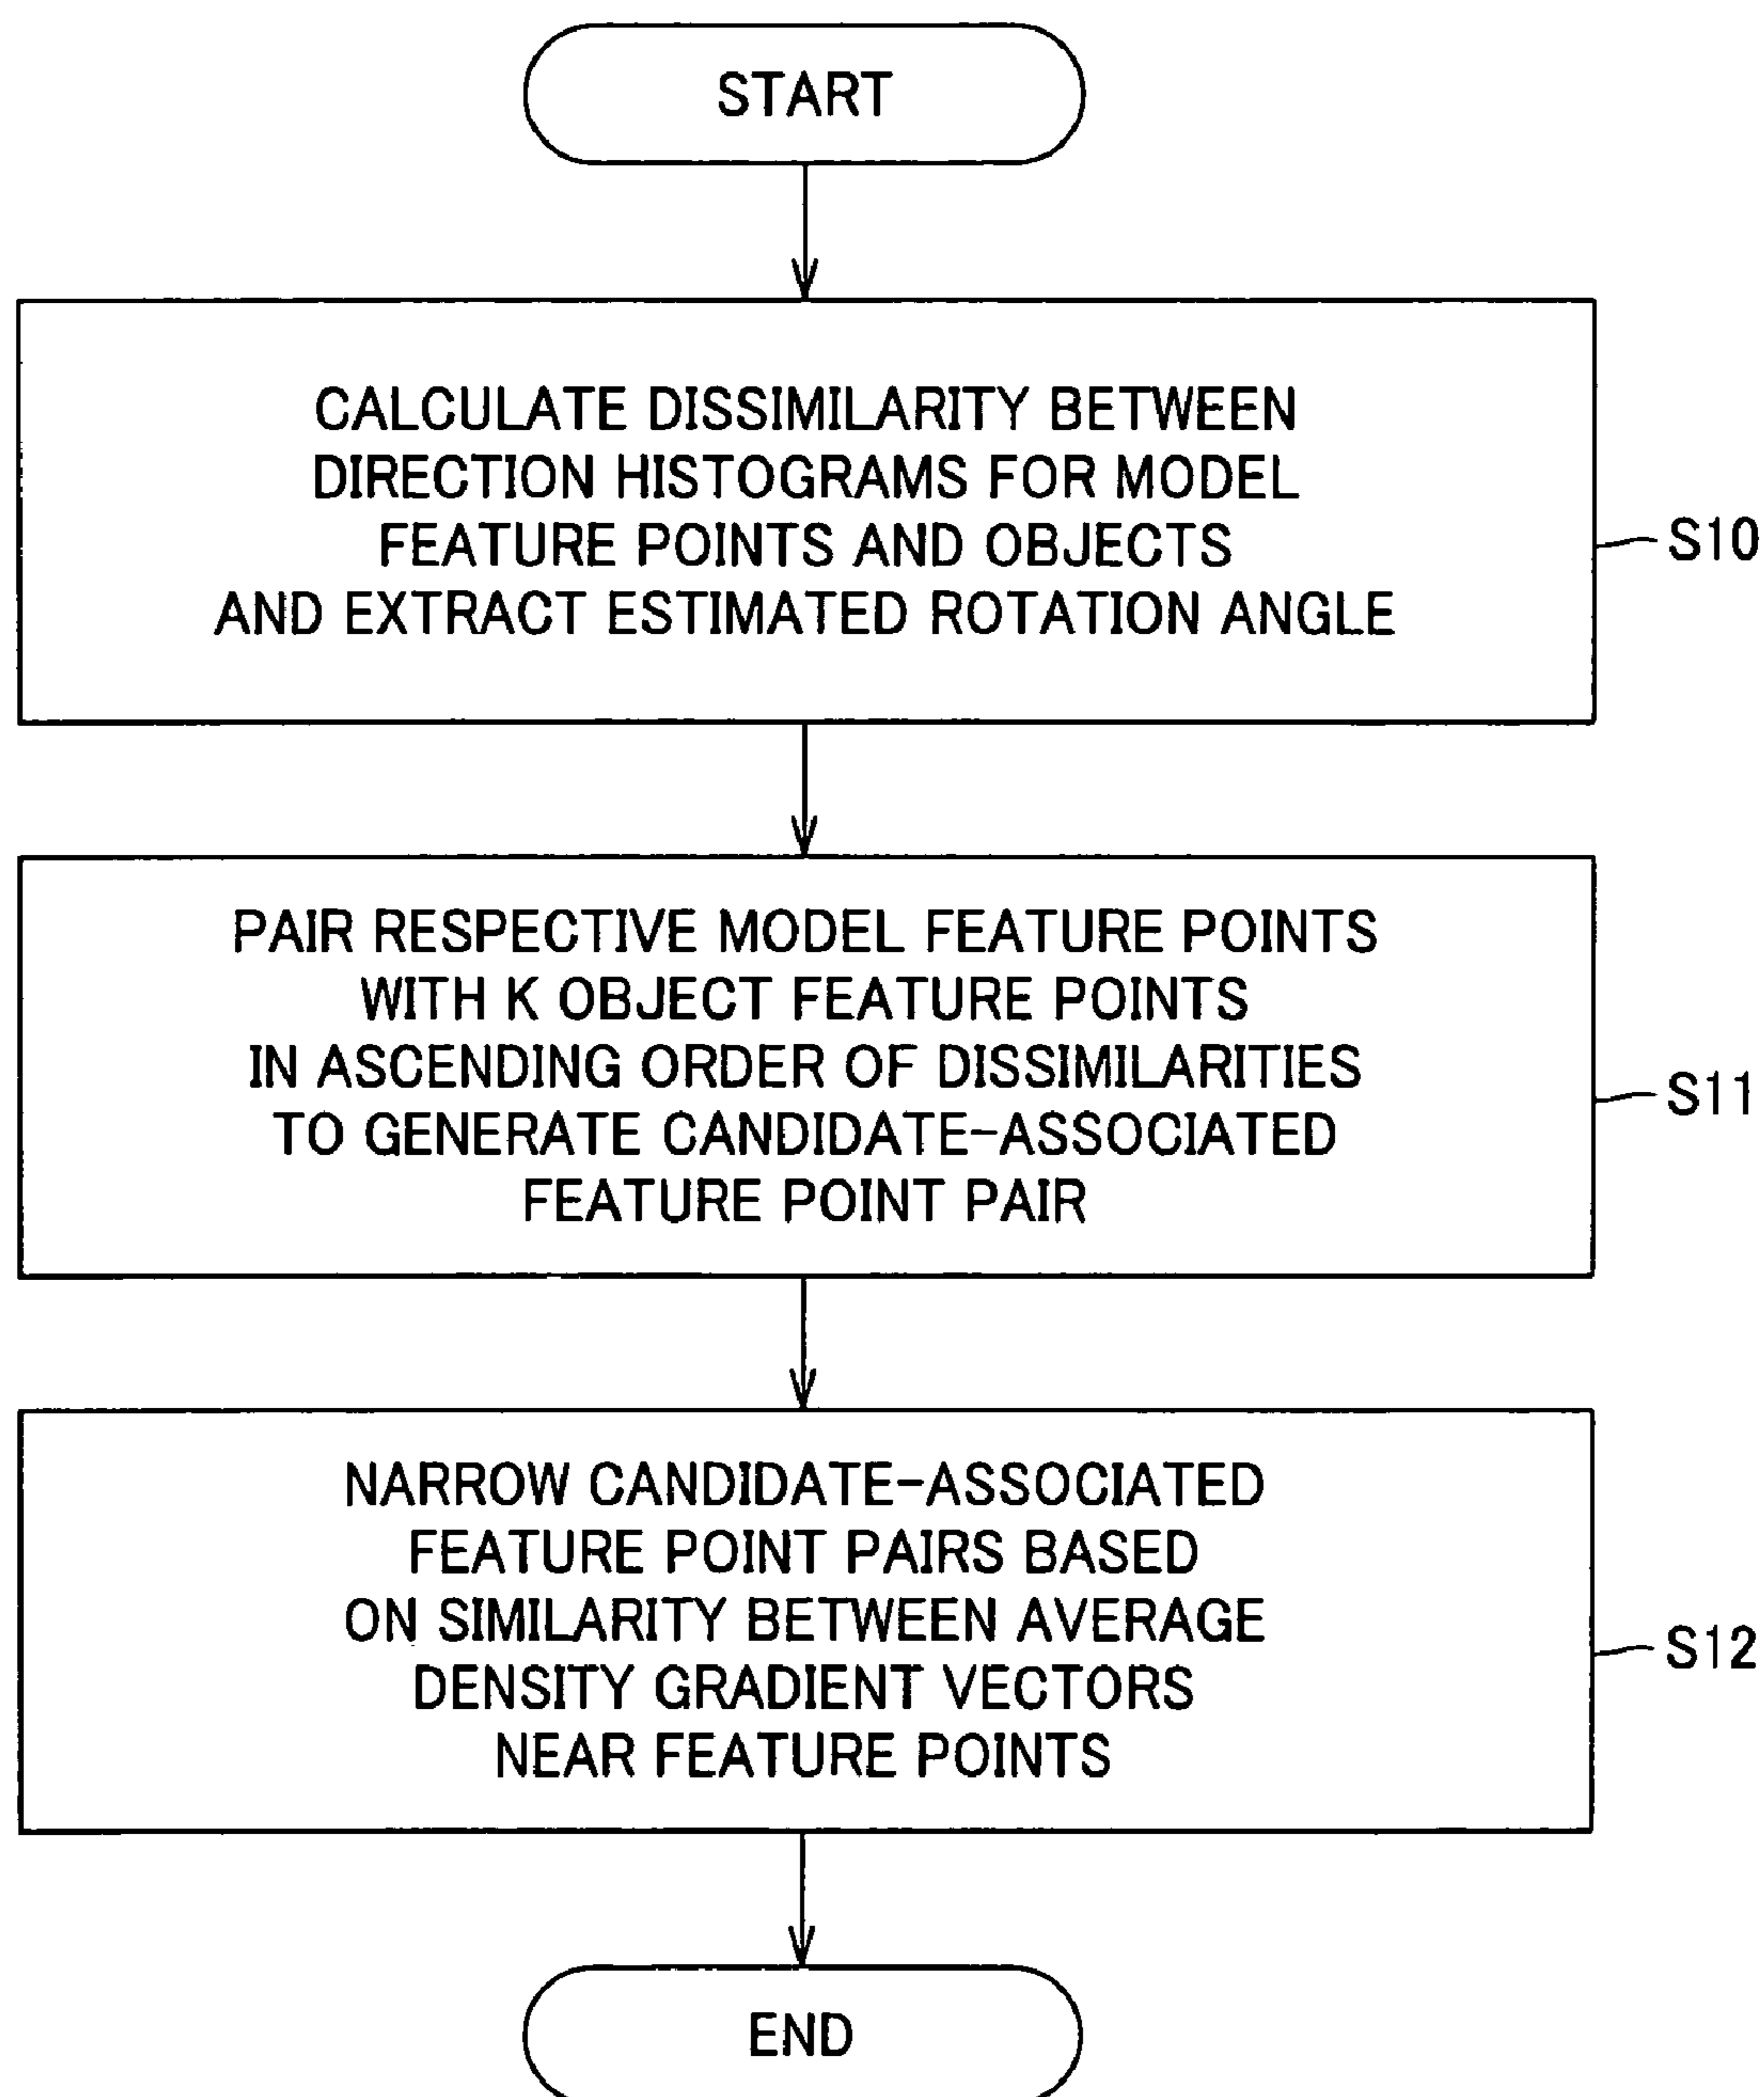 START
CALCULATE DISSIMILARITY BETWEEN
DIRECTION HISTOGRAMS FOR MODEL
FEATURE POINTS AND OBJECTS
AND EXTRACT ESTIMATED ROTATION ANGLE
S10
PAIR RESPECTIVE MODEL FEATURE POINTS
WITH K OBJECT FEATURE POINTS
IN ASCENDING ORDER OF DISSIMILARITIES
TO GENERATE CANDIDATE-ASSOCIATED
FEATURE POINT PAIR
S11
NARROW CANDIDATE-ASSOCIATED
FEATURE POINT PAIRS BASED
ON SIMILARITY BETWEEN AVERAGE
DENSITY GRADIENT VECTORS
NEAR FEATURE POINTS
S12
END